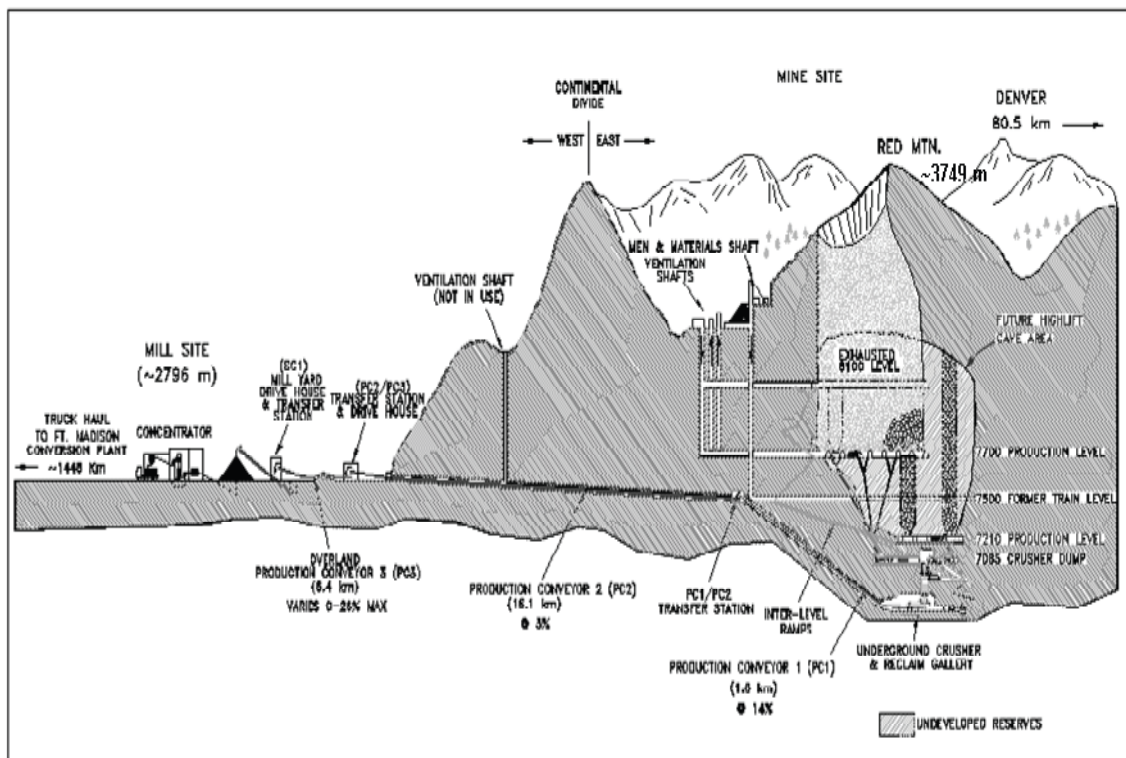 MINE SITE
CONTINENTAL
DIVIDE
WEST EAST
DENVER
80.5 km
RED MTN.
~3749 m
MEN & MATERIALS SHAFT
VENTILATION
SHAFTS
VENTILATION SHAFT
(NOT IN USE)
FUTURE HIGHLIFT
CAVE AREA
MILL SITE
(~2796 m)
MILL YARD
DRIVE HOUSE
& TRANSFER
STATION
(PC2/PC3)
TRANSFER STATION
& DRIVE HOUSE
EXHAUSTED
8100 LEVEL
TRUCK HAUL
TO FT. MADISON
CONVERSION PLANT
~1448 Km
CONCENTRATOR
7700 PRODUCTION LEVEL
7500 FORMER TRAIN LEVEL
7210 PRODUCTION LEVEL
7065 CRUSHER DUMP
OVERLAND
PRODUCTION CONVEYOR 3 (PC3)
VARIES 0-26% MAX
PRODUCTION CONVEYOR 2 (PC2)
(16.1 km)
@ 3%
PC1/PC2
TRANSFER STATION
INTER-LEVEL
RAMPS
UNDERGROUND CRUSHER
& RECLAIM GALLERY
PRODUCTION CONVEYOR 1 (PC1)
(1.6 km)
@ 14%
UNDEVELOPED RESERVES